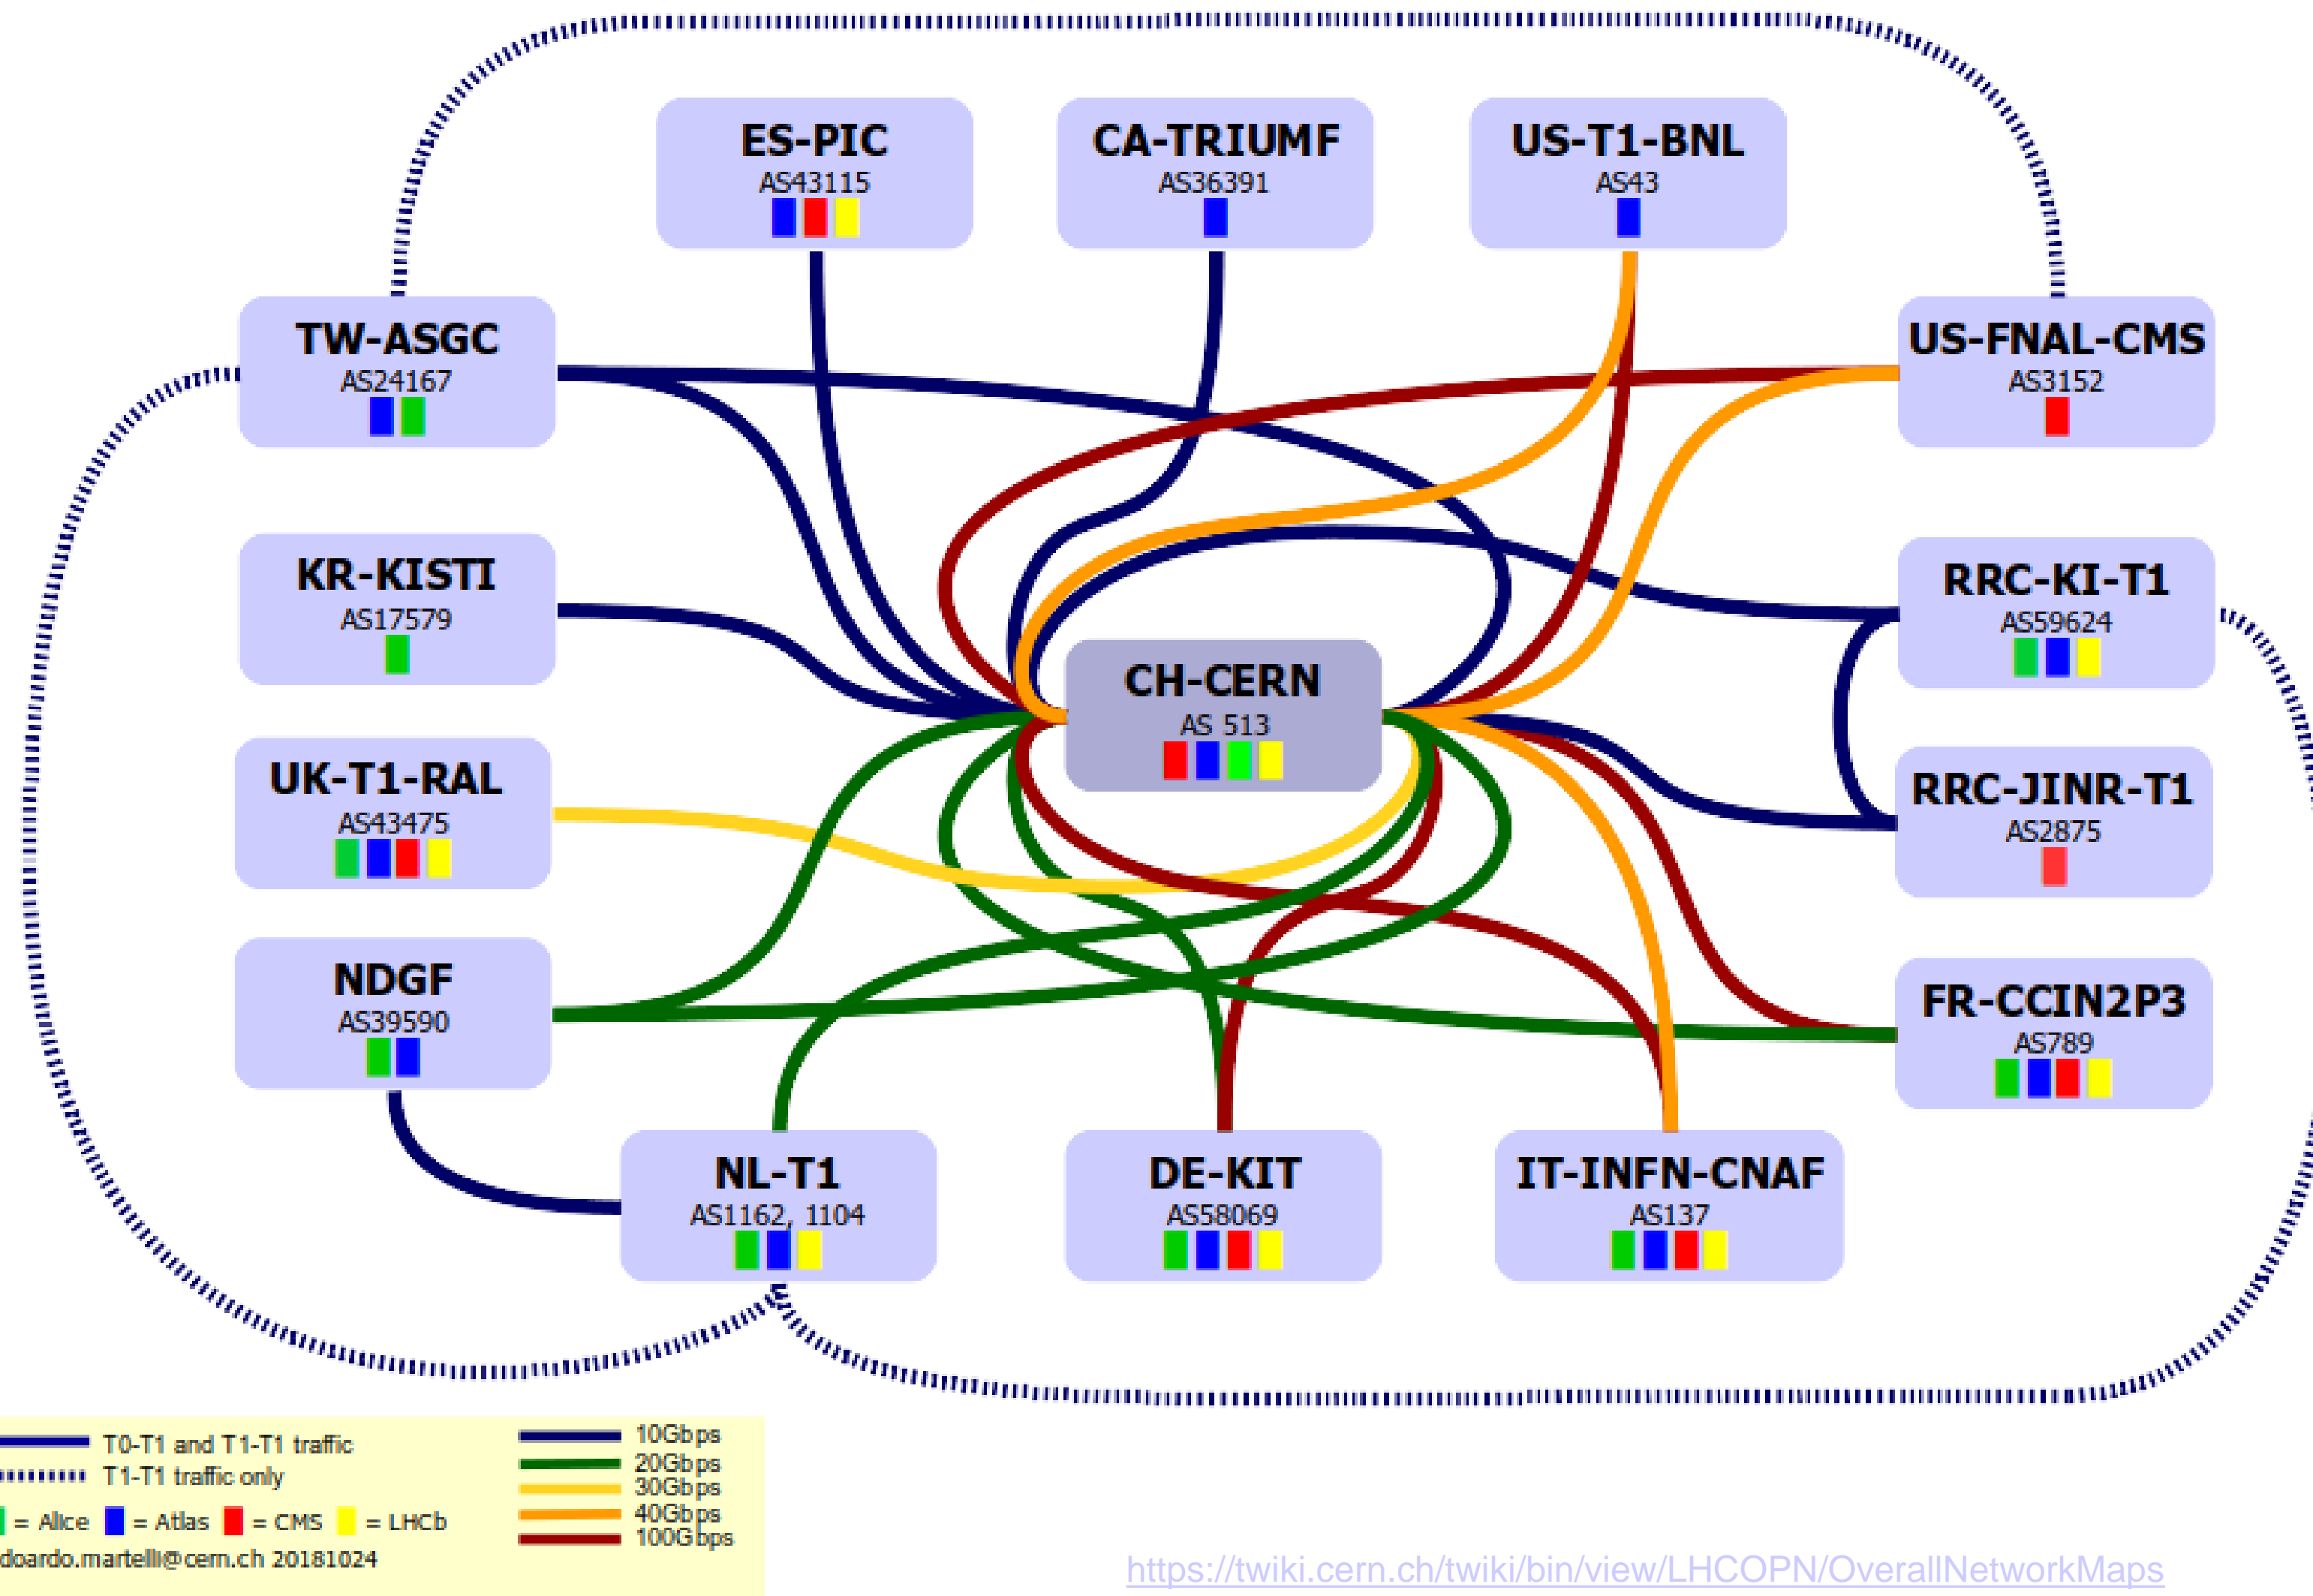 ES-PIC
AS43115
CA-TRIUMF
AS36391
US-T1-BNL
AS43
TW-ASGC
AS24167
US-FNAL-CMS
AS3152
KR-KISTI
AS17579
RRC-KI-T1
AS59624
CH-CERN
AS 513
UK-T1-RAL
AS43475
RRC-JINR-T1
AS2875
NDGF
AS39590
FR-CCIN2P3
AS789
NL-T1
AS1162, 1104
DE-KIT
AS58069
IT-INFN-CNAF
AS137
T0-T1 and T1-T1 traffic
T1-T1 traffic only
= Alice = Atlas = CMS = LHCb
doardo.martelli@cern.ch 20181024
10Gbps
20Gbps
30Gbps
40Gbps
100Gbps
https://twiki.cern.ch/twiki/bin/view/LHCOPN/OverallNetworkMaps